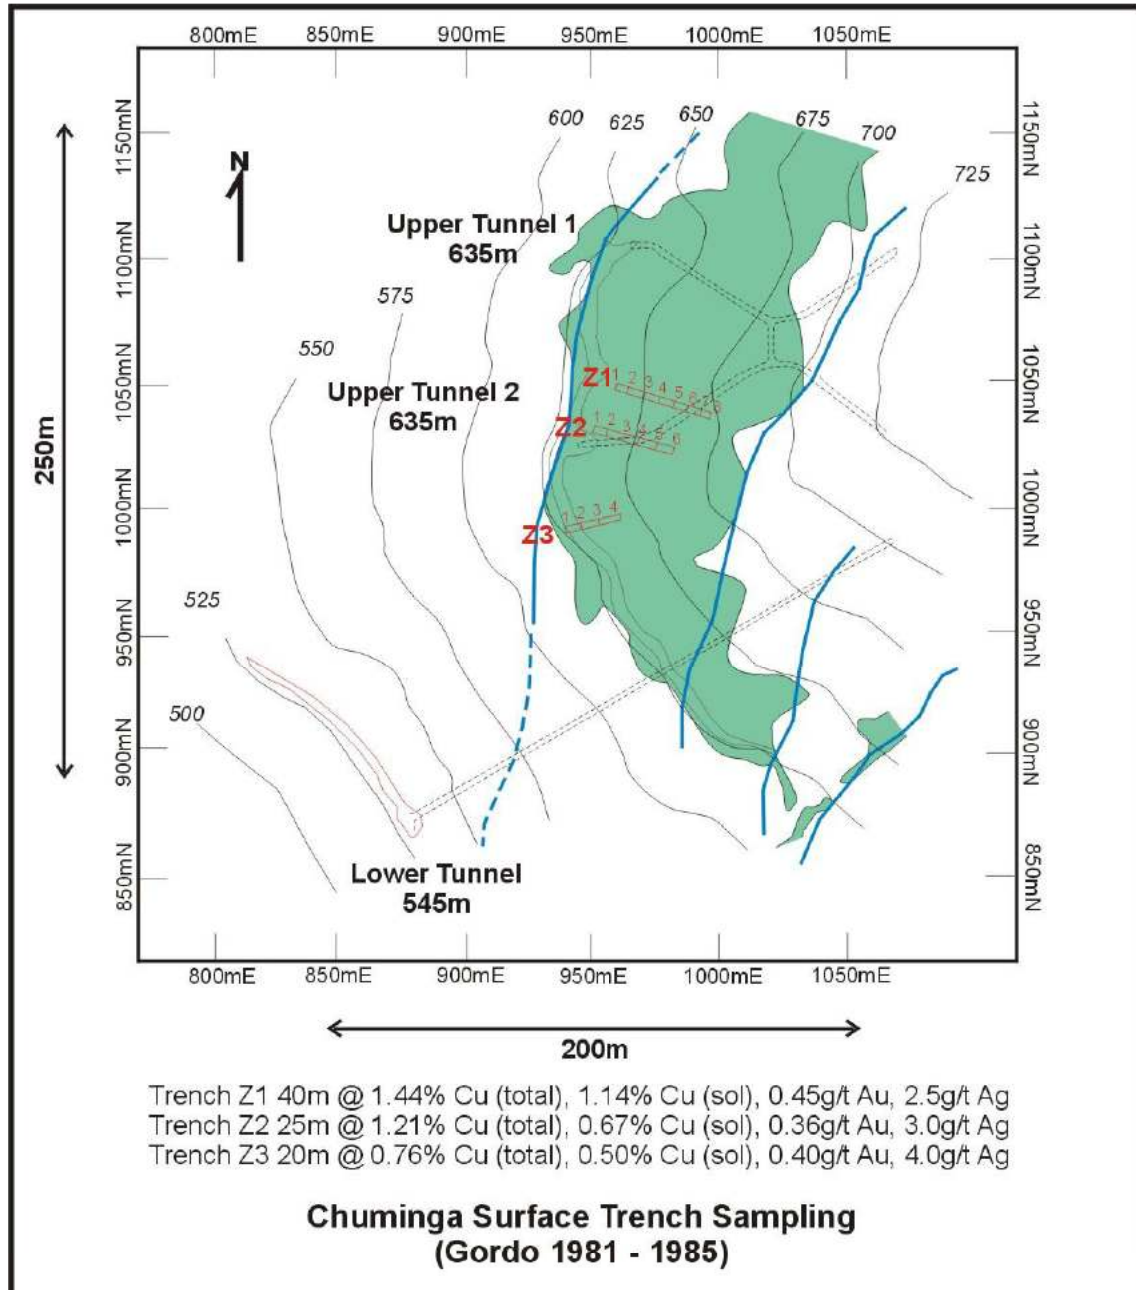 800mE 850mE 900mE 950mE 1000mE 1050mE
1150mN 1100mN 1050mN 1000mN 950mN 900mN 850mN
1150mN 1100mN 1050mN 1000mN 950mN 900mN 850mN
250m
N
600 625 650 675 700 725
Upper Tunnel 1
635m
575
550
Upper Tunnel 2
635m
Z1 1 2 3 4 5 6 7 8
Z2 1 2 3 4 5 6
Z3 1 2 3 4
525
500
Lower Tunnel
545m
800mE 850mE 900mE 950mE 1000mE 1050mE
200m
Trench Z1 40m @ 1.44% Cu (total), 1.14% Cu (sol), 0.45g/t Au, 2.5g/t Ag
Trench Z2 25m @ 1.21% Cu (total), 0.67% Cu (sol), 0.36g/t Au, 3.0g/t Ag
Trench Z3 20m @ 0.76% Cu (total), 0.50% Cu (sol), 0.40g/t Au, 4.0g/t Ag
Chuminga Surface Trench Sampling
(Gordo 1981 - 1985)